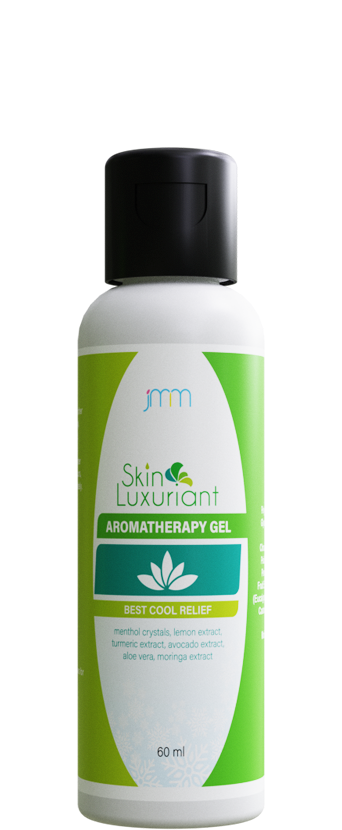 jmm
Skin
Luxuriant
AROMATHERAPY GEL
BEST COOL RELIEF
menthol crystals, lemon extract,
turmeric extract, avocado extract,
aloe vera, moringa extract
60 ml